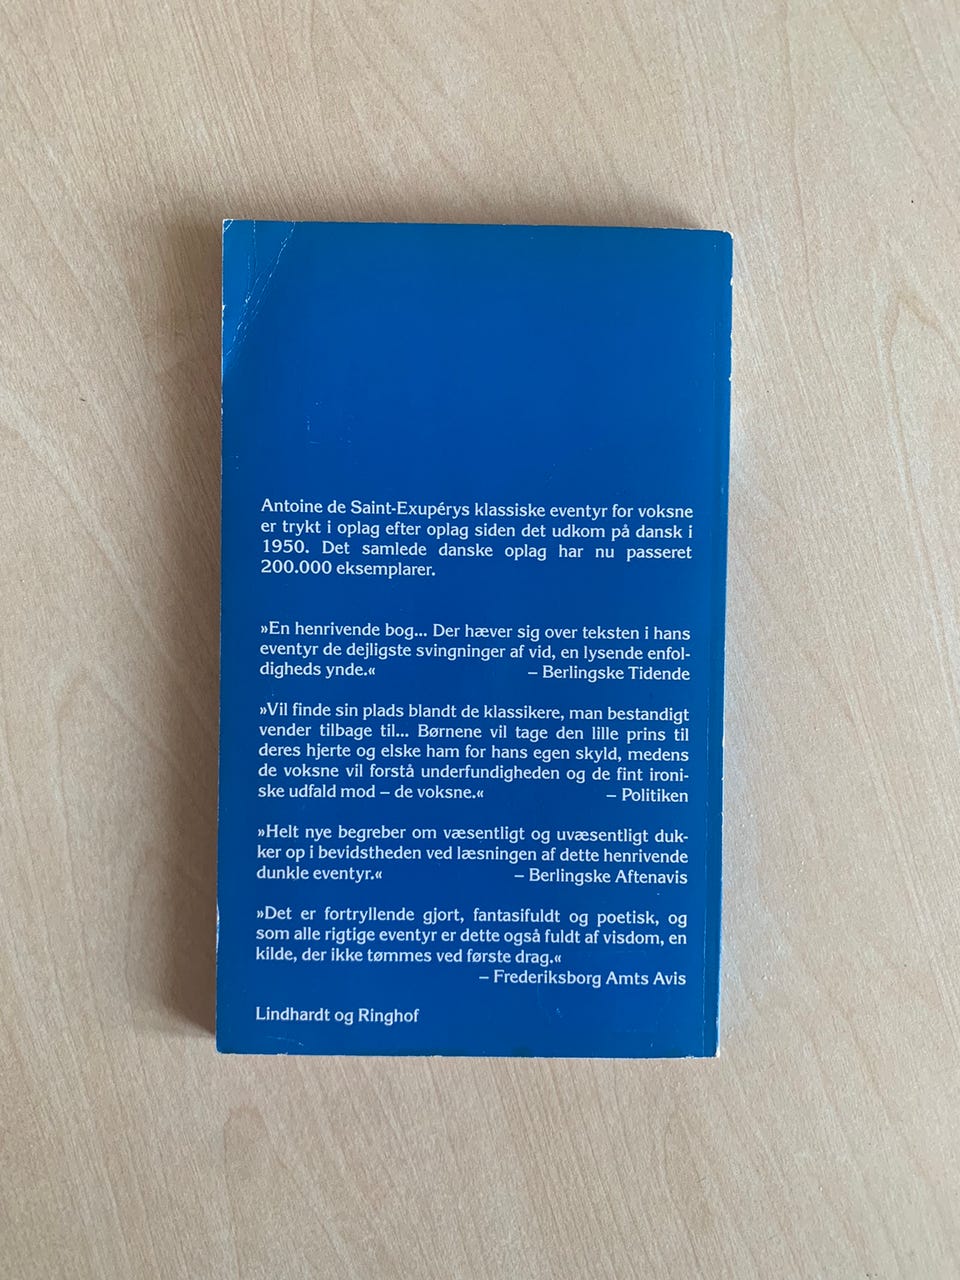 Antoine de Saint-Exupérys klassiske eventyr for voksne
er trykt i oplag efter oplag siden det udkom på dansk i
1950. Det samlede danske oplag har nu passeret
200.000 eksemplarer.
»En henrivende bog... Der hæver sig over teksten i hans
eventyr de dejligste svingninger af vid, en lysende enfol-
digheds ynde.« – Berlingske Tidende
»Vil finde sin plads blandt de klassikere, man bestandigt
vender tilbage til... Børnene vil tage den lille prins til
deres hjerte og elske ham for hans egen skyld, medens
de voksne vil forstå underfundigheden og de fint ironi-
ske udfald mod – de voksne.« – Politiken
»Helt nye begreber om væsentligt og uvæsentligt duk-
ker op i bevidstheden ved læsningen af dette henrivende
dunkle eventyr.« – Berlingske Aftenavis
»Det er fortryllende gjort, fantasifuldt og poetisk, og
som alle rigtige eventyr er dette også fuldt af visdom, en
kilde, der ikke tømmes ved første drag.«
– Frederiksborg Amts Avis
Lindhardt og Ringhof